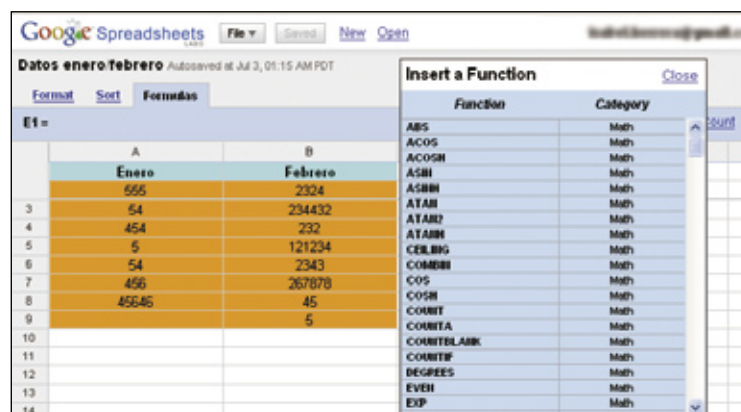 Google Spreadsheets LABS File Saved New Open
Datos enero/febrero Autosaved at Jul 3, 01:15 AM PDT
Format Sort Formulas
E1 =
A B
Enero Febrero
555 2324
3 54 234432
4 454 232
5 5 121234
6 54 2343
7 456 267878
8 45646 45
9 5
10
11
12
13
14
Insert a Function Close
Function Category
ABS Math
ACOS Math
ACOSH Math
ASIN Math
ASINH Math
ATAN Math
ATAN2 Math
ATANH Math
CEILING Math
COMBIN Math
COS Math
COSH Math
COUNT Math
COUNTA Math
COUNTBLANK Math
COUNTIF Math
DEGREES Math
EVEN Math
EXP Math
ount